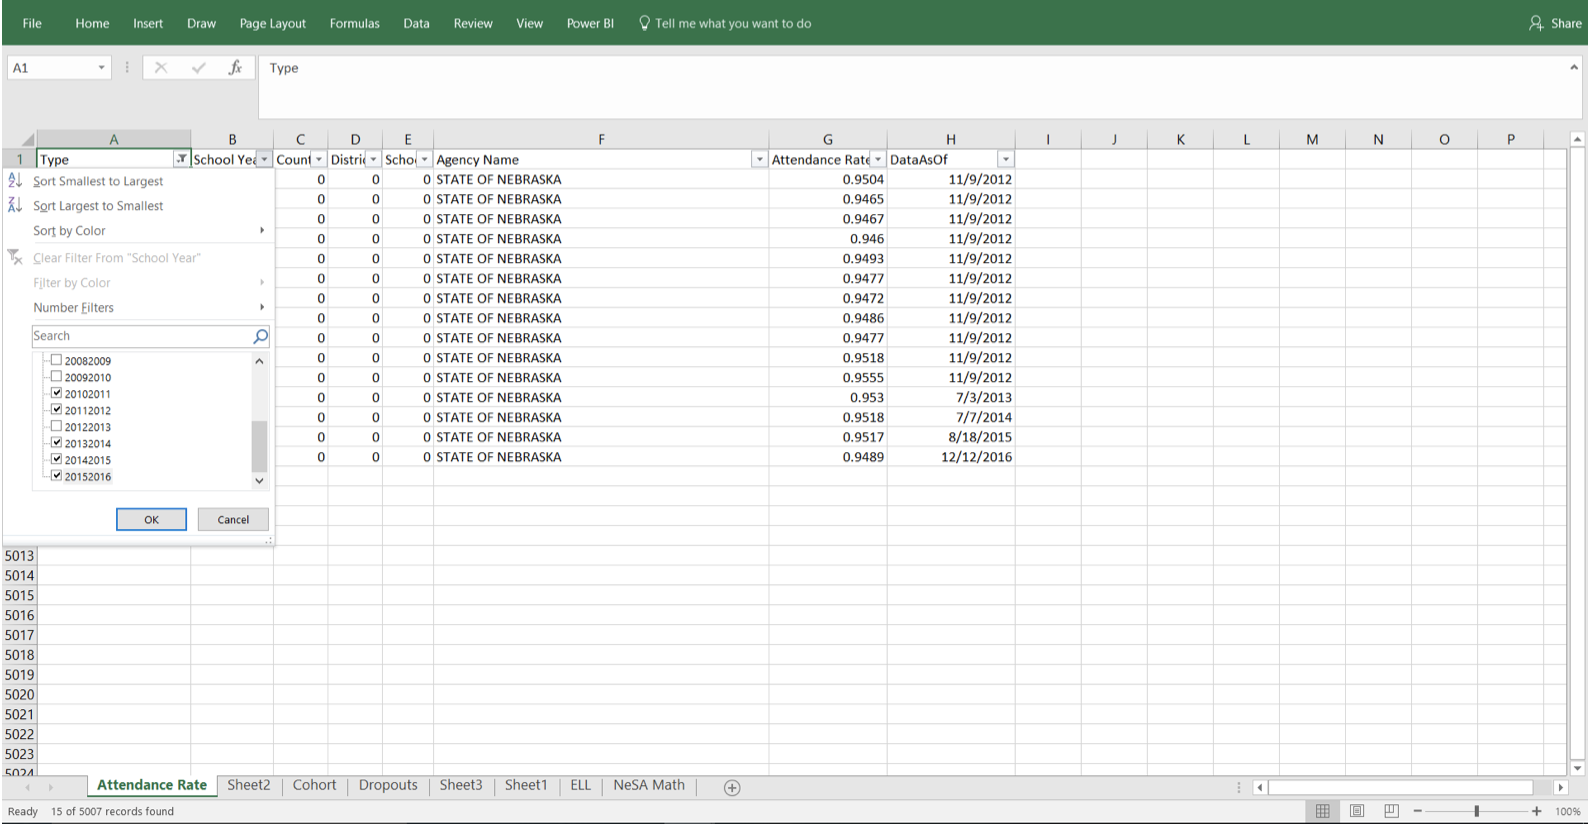 File Home Insert Draw Page Layout Formulas Data Review View Power BI Tell me what you want to do Share
A1 fx Type
A B C D E F G H I J K L M N O P
1 Type School Yea Count Distric Schoo Agency Name Attendance Rate DataAsOf
0 0 0 STATE OF NEBRASKA 0.9504 11/9/2012
0 0 0 STATE OF NEBRASKA 0.9465 11/9/2012
0 0 0 STATE OF NEBRASKA 0.9467 11/9/2012
0 0 0 STATE OF NEBRASKA 0.946 11/9/2012
0 0 0 STATE OF NEBRASKA 0.9493 11/9/2012
0 0 0 STATE OF NEBRASKA 0.9477 11/9/2012
0 0 0 STATE OF NEBRASKA 0.9472 11/9/2012
0 0 0 STATE OF NEBRASKA 0.9486 11/9/2012
0 0 0 STATE OF NEBRASKA 0.9477 11/9/2012
0 0 0 STATE OF NEBRASKA 0.9518 11/9/2012
0 0 0 STATE OF NEBRASKA 0.9555 11/9/2012
0 0 0 STATE OF NEBRASKA 0.953 7/3/2013
0 0 0 STATE OF NEBRASKA 0.9518 7/7/2014
0 0 0 STATE OF NEBRASKA 0.9517 8/18/2015
0 0 0 STATE OF NEBRASKA 0.9489 12/12/2016
Sort Smallest to Largest
Sort Largest to Smallest
Sort by Color
Clear Filter From "School Year"
Filter by Color
Number Filters
Search
20082009
20092010
20102011
20112012
20122013
20132014
20142015
20152016
OK Cancel
5013
5014
5015
5016
5017
5018
5019
5020
5021
5022
5023
5024
Attendance Rate Sheet2 Cohort Dropouts Sheet3 Sheet1 ELL NeSA Math
Ready 15 of 5007 records found 100%